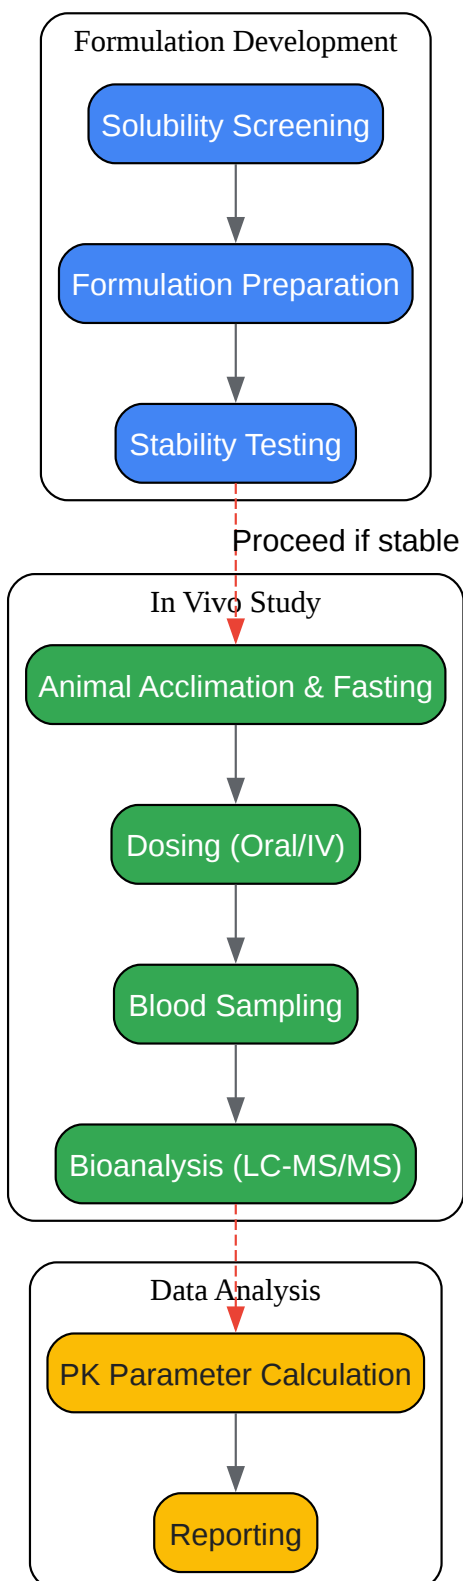 Formulation Development
Solubility Screening
Formulation Preparation
Stability Testing
Proceed if stable
In Vivo Study
Animal Acclimation & Fasting
Dosing (Oral/IV)
Blood Sampling
Bioanalysis (LC-MS/MS)
Data Analysis
PK Parameter Calculation
Reporting